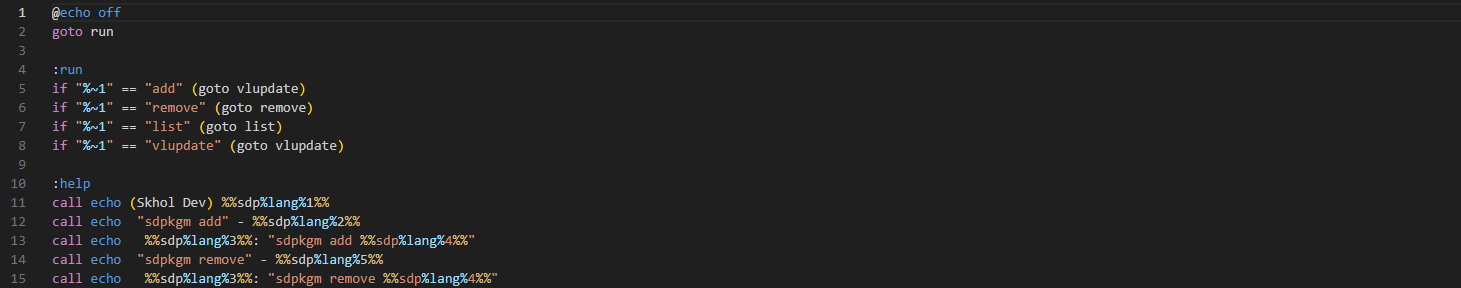 1 @echo off
2 goto run
3
4 :run
5 if "%~1" == "add" (goto vlupdate)
6 if "%~1" == "remove" (goto remove)
7 if "%~1" == "list" (goto list)
8 if "%~1" == "vlupdate" (goto vlupdate)
9
10 :help
11 call echo (Skhol Dev) %%sdp%lang%1%%
12 call echo  "sdpkgm add" - %%sdp%lang%2%%
13 call echo   %%sdp%lang%3%%: "sdpkgm add %%sdp%lang%4%%"
14 call echo  "sdpkgm remove" - %%sdp%lang%5%%
15 call echo   %%sdp%lang%3%%: "sdpkgm remove %%sdp%lang%4%%"